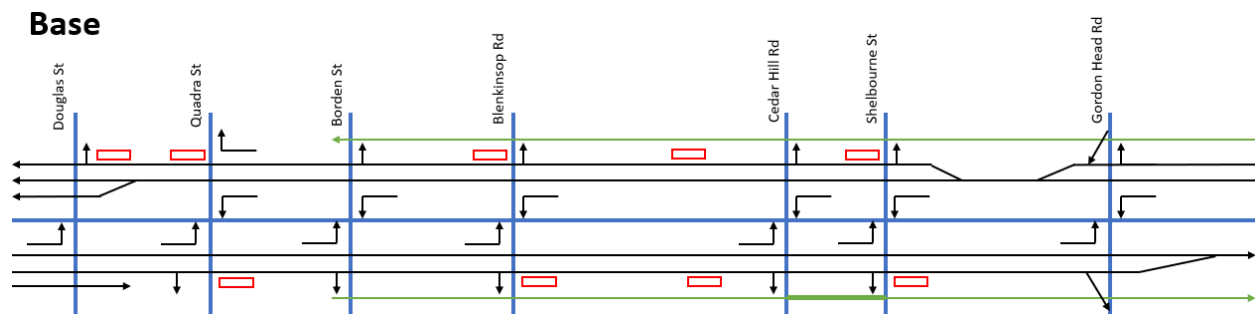 Base
Douglas St
Quadra St
Borden St
Blenkinsop Rd
Cedar Hill Rd
Shelbourne St
Gordon Head Rd